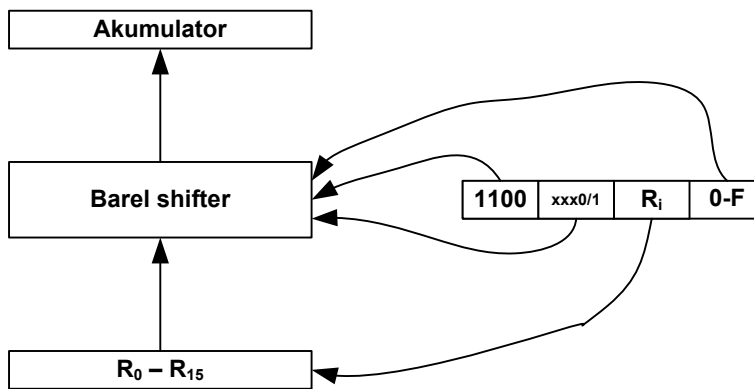 Akumulator
Barel shifter
1100 xxx0/1 Rᵢ 0-F
R₀ – R₁₅